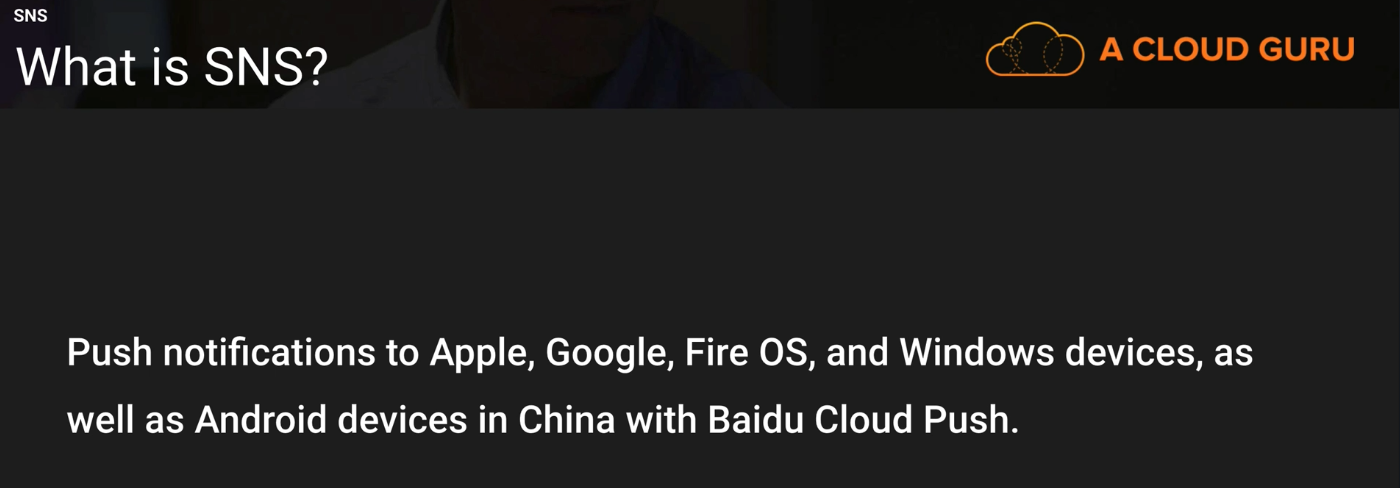 SNS
What is SNS?
A CLOUD GURU
Push notifications to Apple, Google, Fire OS, and Windows devices, as
well as Android devices in China with Baidu Cloud Push.